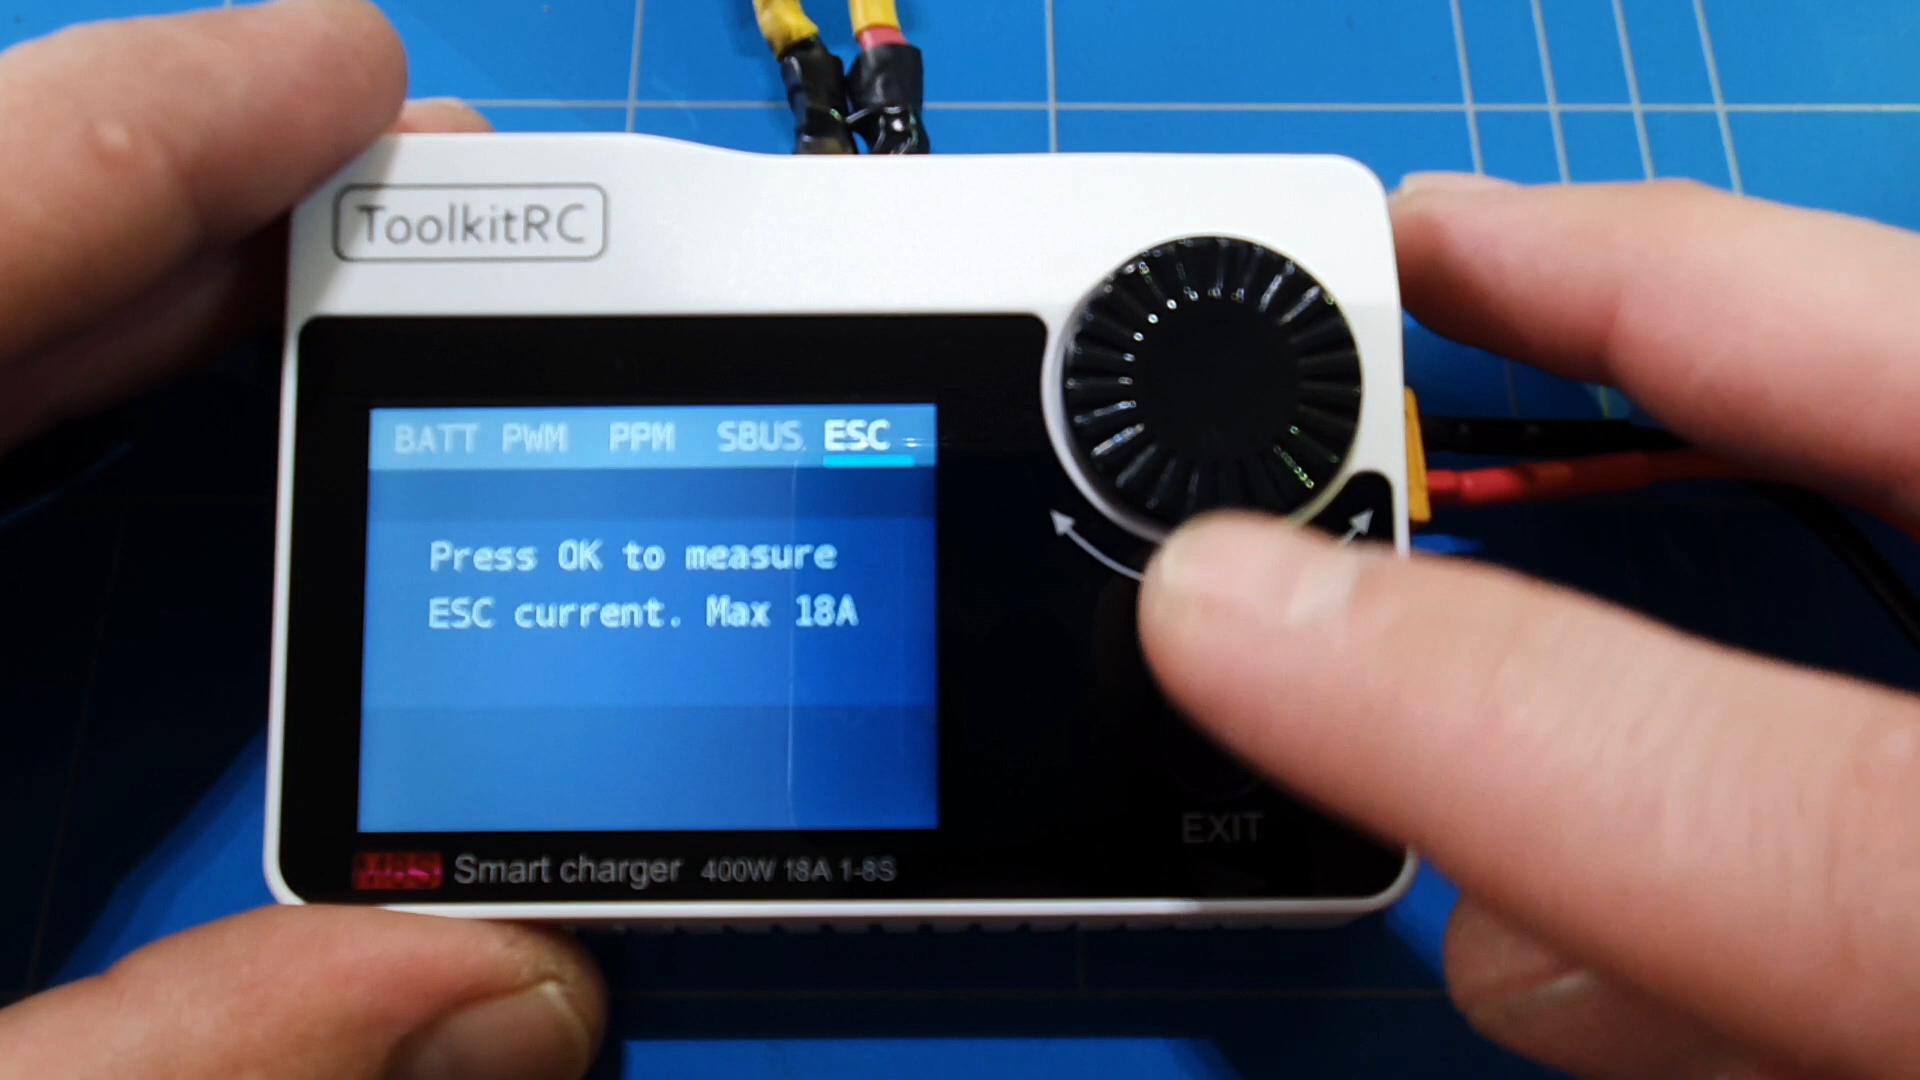 ToolkitRC
BATT PWM PPM SBUS ESC
Press OK to measure
ESC current. Max 18A
EXIT
M8S Smart charger 400W 18A 1-8S